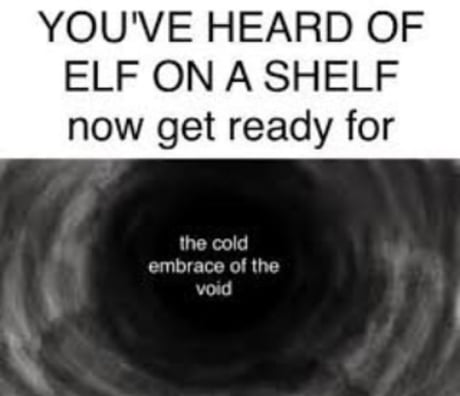 YOU'VE HEARD OF
ELF ON A SHELF
now get ready for
the cold
embrace of the
void